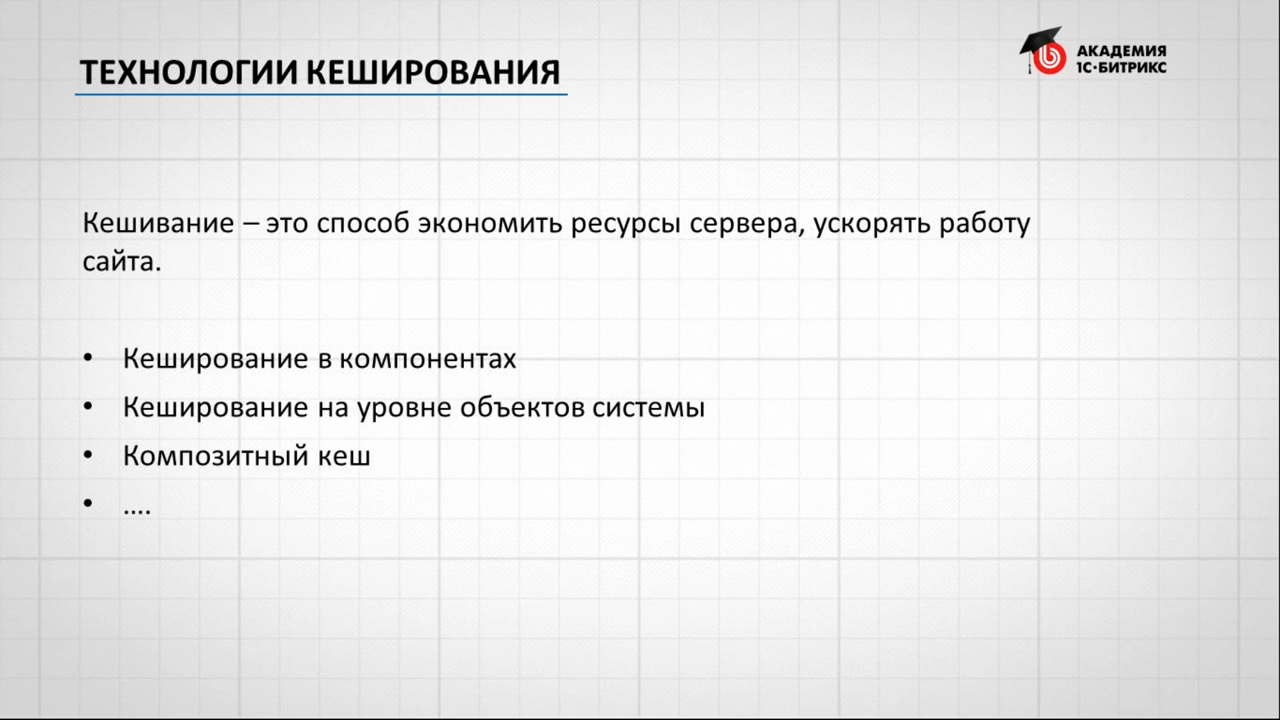 ТЕХНОЛОГИИ КЕШИРОВАНИЯ
АКАДЕМИЯ
1С·БИТРИКС
Кешивание – это способ экономить ресурсы сервера, ускорять работу
сайта.
• Кеширование в компонентах
• Кеширование на уровне объектов системы
• Композитный кеш
• ….